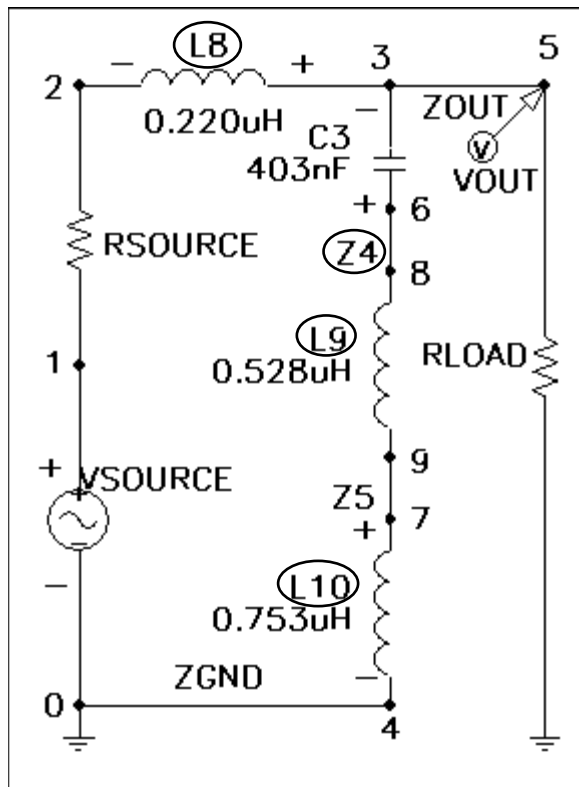 L8
− +
2 3 5
0.220uH
−
ZOUT
C3
403nF
V
VOUT
+ 6
RSOURCE
Z4 8
L9
0.528uH
RLOAD
1
9
+ VSOURCE
Z5 7
+
−
L10
0.753uH
ZGND
−
0 4